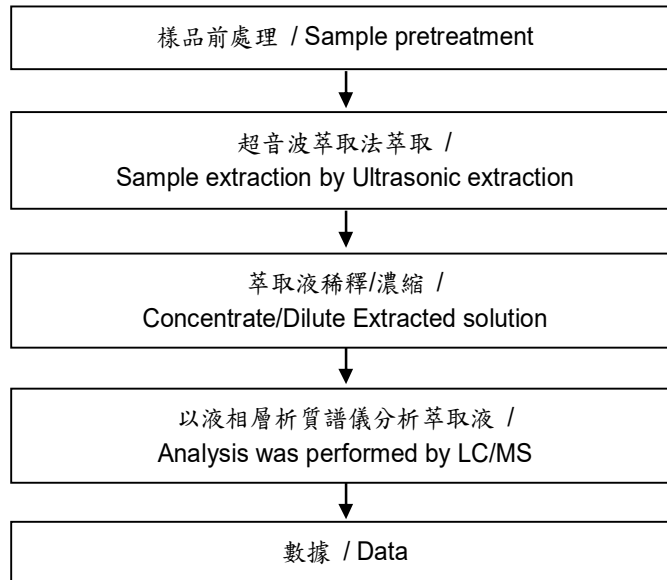 樣品前處理 / Sample pretreatment
超音波萃取法萃取 /
Sample extraction by Ultrasonic extraction
萃取液稀釋/濃縮 /
Concentrate/Dilute Extracted solution
以液相層析質譜儀分析萃取液 /
Analysis was performed by LC/MS
數據 / Data